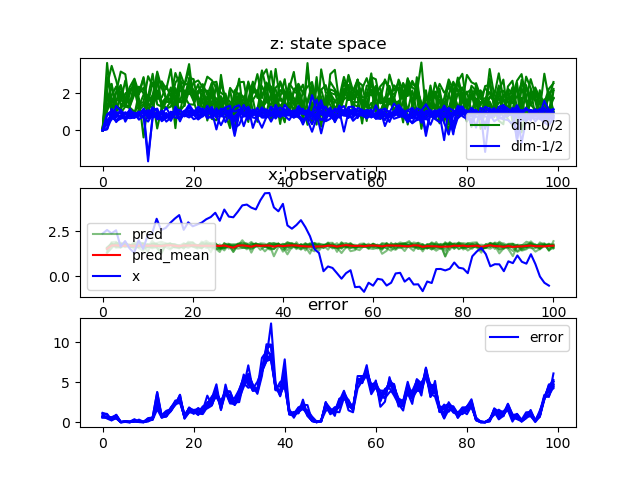 z: state space
2
0
dim-0/2
dim-1/2
0 20 40 60 80 100
x: observation
2.5
0.0
pred
pred_mean
x
0 20 40 60 80 100
error
10
5
0
error
0 20 40 60 80 100